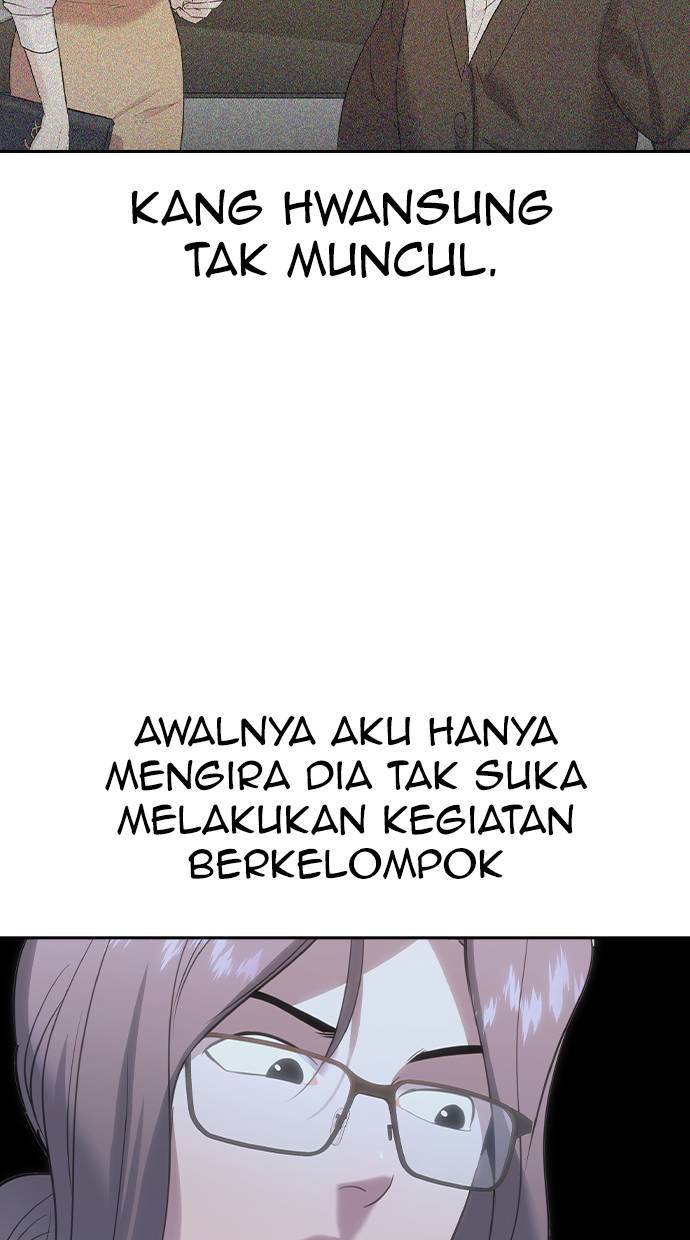 KANG HWANSUNG
TAK MUNCUL.
AWALNYA AKU HANYA
MENGIRA DIA TAK SUKA
MELAKUKAN KEGIATAN
BERKELOMPOK